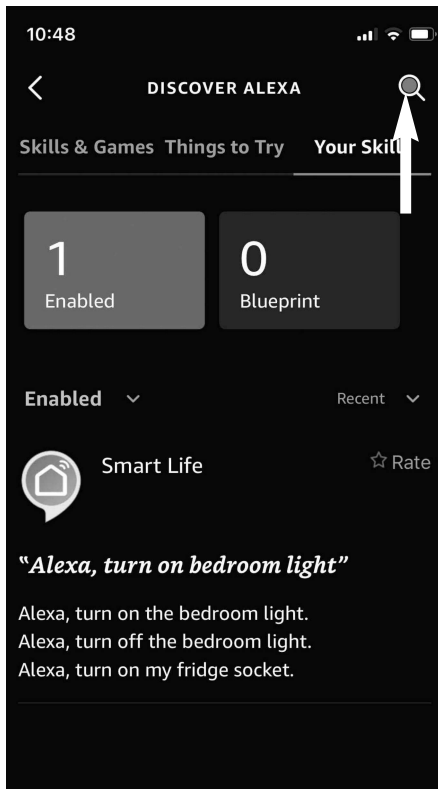 10:48
DISCOVER ALEXA
Skills & Games Things to Try Your Skill
1
Enabled
0
Blueprint
Enabled
Recent
Smart Life
Rate
“Alexa, turn on bedroom light”
Alexa, turn on the bedroom light.
Alexa, turn off the bedroom light.
Alexa, turn on my fridge socket.